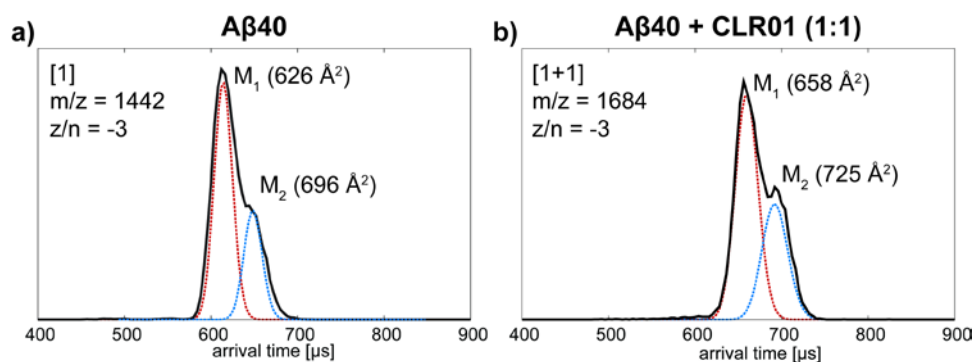 a) Aβ40
[1]
m/z = 1442
z/n = -3
M₁ (626 Å²)
M₂ (696 Å²)
400 500 600 700 800 900
arrival time [µs]
b) Aβ40 + CLR01 (1:1)
[1+1]
m/z = 1684
z/n = -3
M₁ (658 Å²)
M₂ (725 Å²)
400 500 600 700 800 900
arrival time [µs]